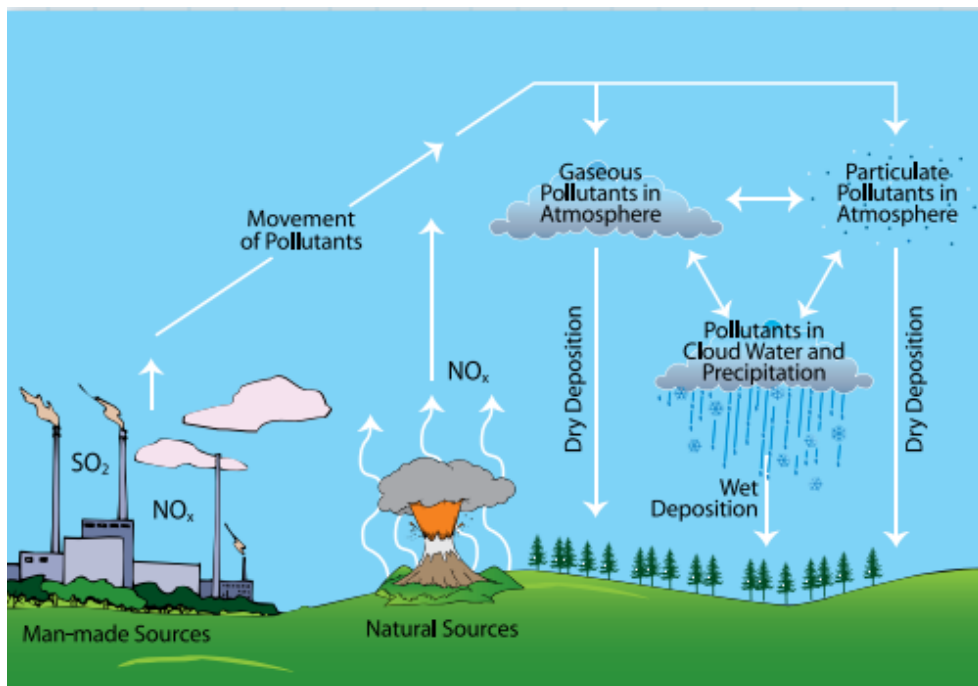 Gaseous
Pollutants in
Atmosphere
Particulate
Pollutants in
Atmosphere
Movement
of Pollutants
Pollutants in
Cloud Water and
Precipitation
Dry Deposition
Dry Deposition
NOₓ
SO₂
NOₓ
Wet
Deposition
Man-made Sources
Natural Sources